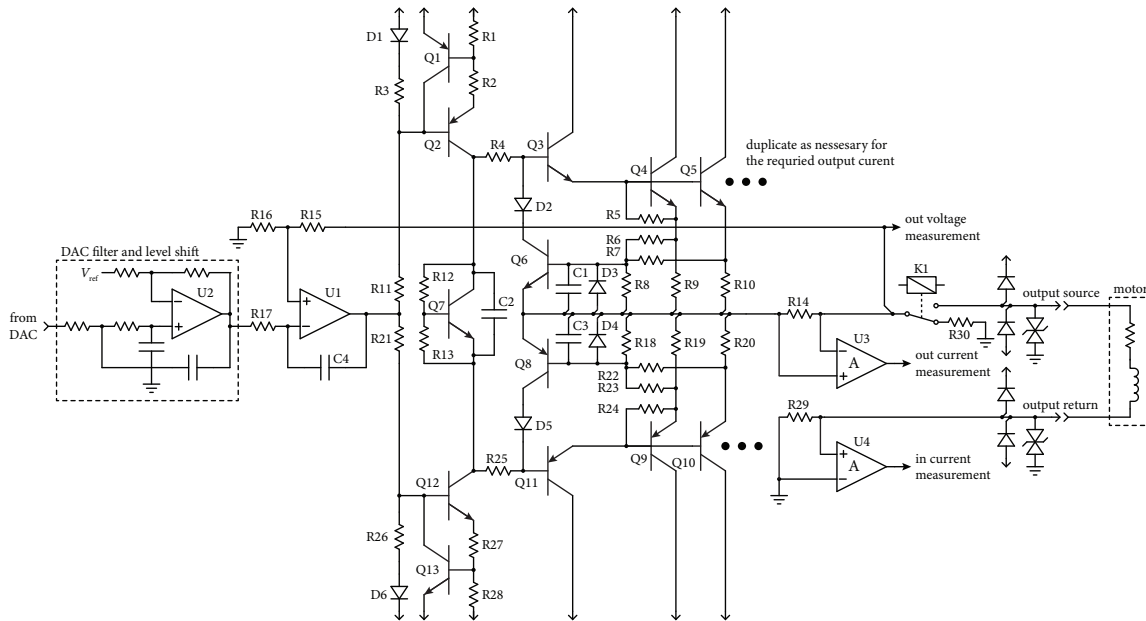 D1
Q1
R1
R3
R2
Q2
R4
Q3
duplicate as nessesary for
the requried output curent
Q4
Q5
D2
R5
R16
R15
out voltage
measurement
DAC filter and level shift
R6
R7
Vref
U2
Q6
C1
D3
K1
R11
R12
R8
R9
R10
motor
U1
Q7
C2
R14
output source
from
DAC
R17
R21
C3
D4
R30
R13
R18
R19
R20
U3
C4
Q8
A
out current
measurement
R22
R23
R24
R29
output return
D5
U4
R25
Q9
Q10
A
in current
measurement
Q12
Q11
R26
R27
Q13
D6
R28